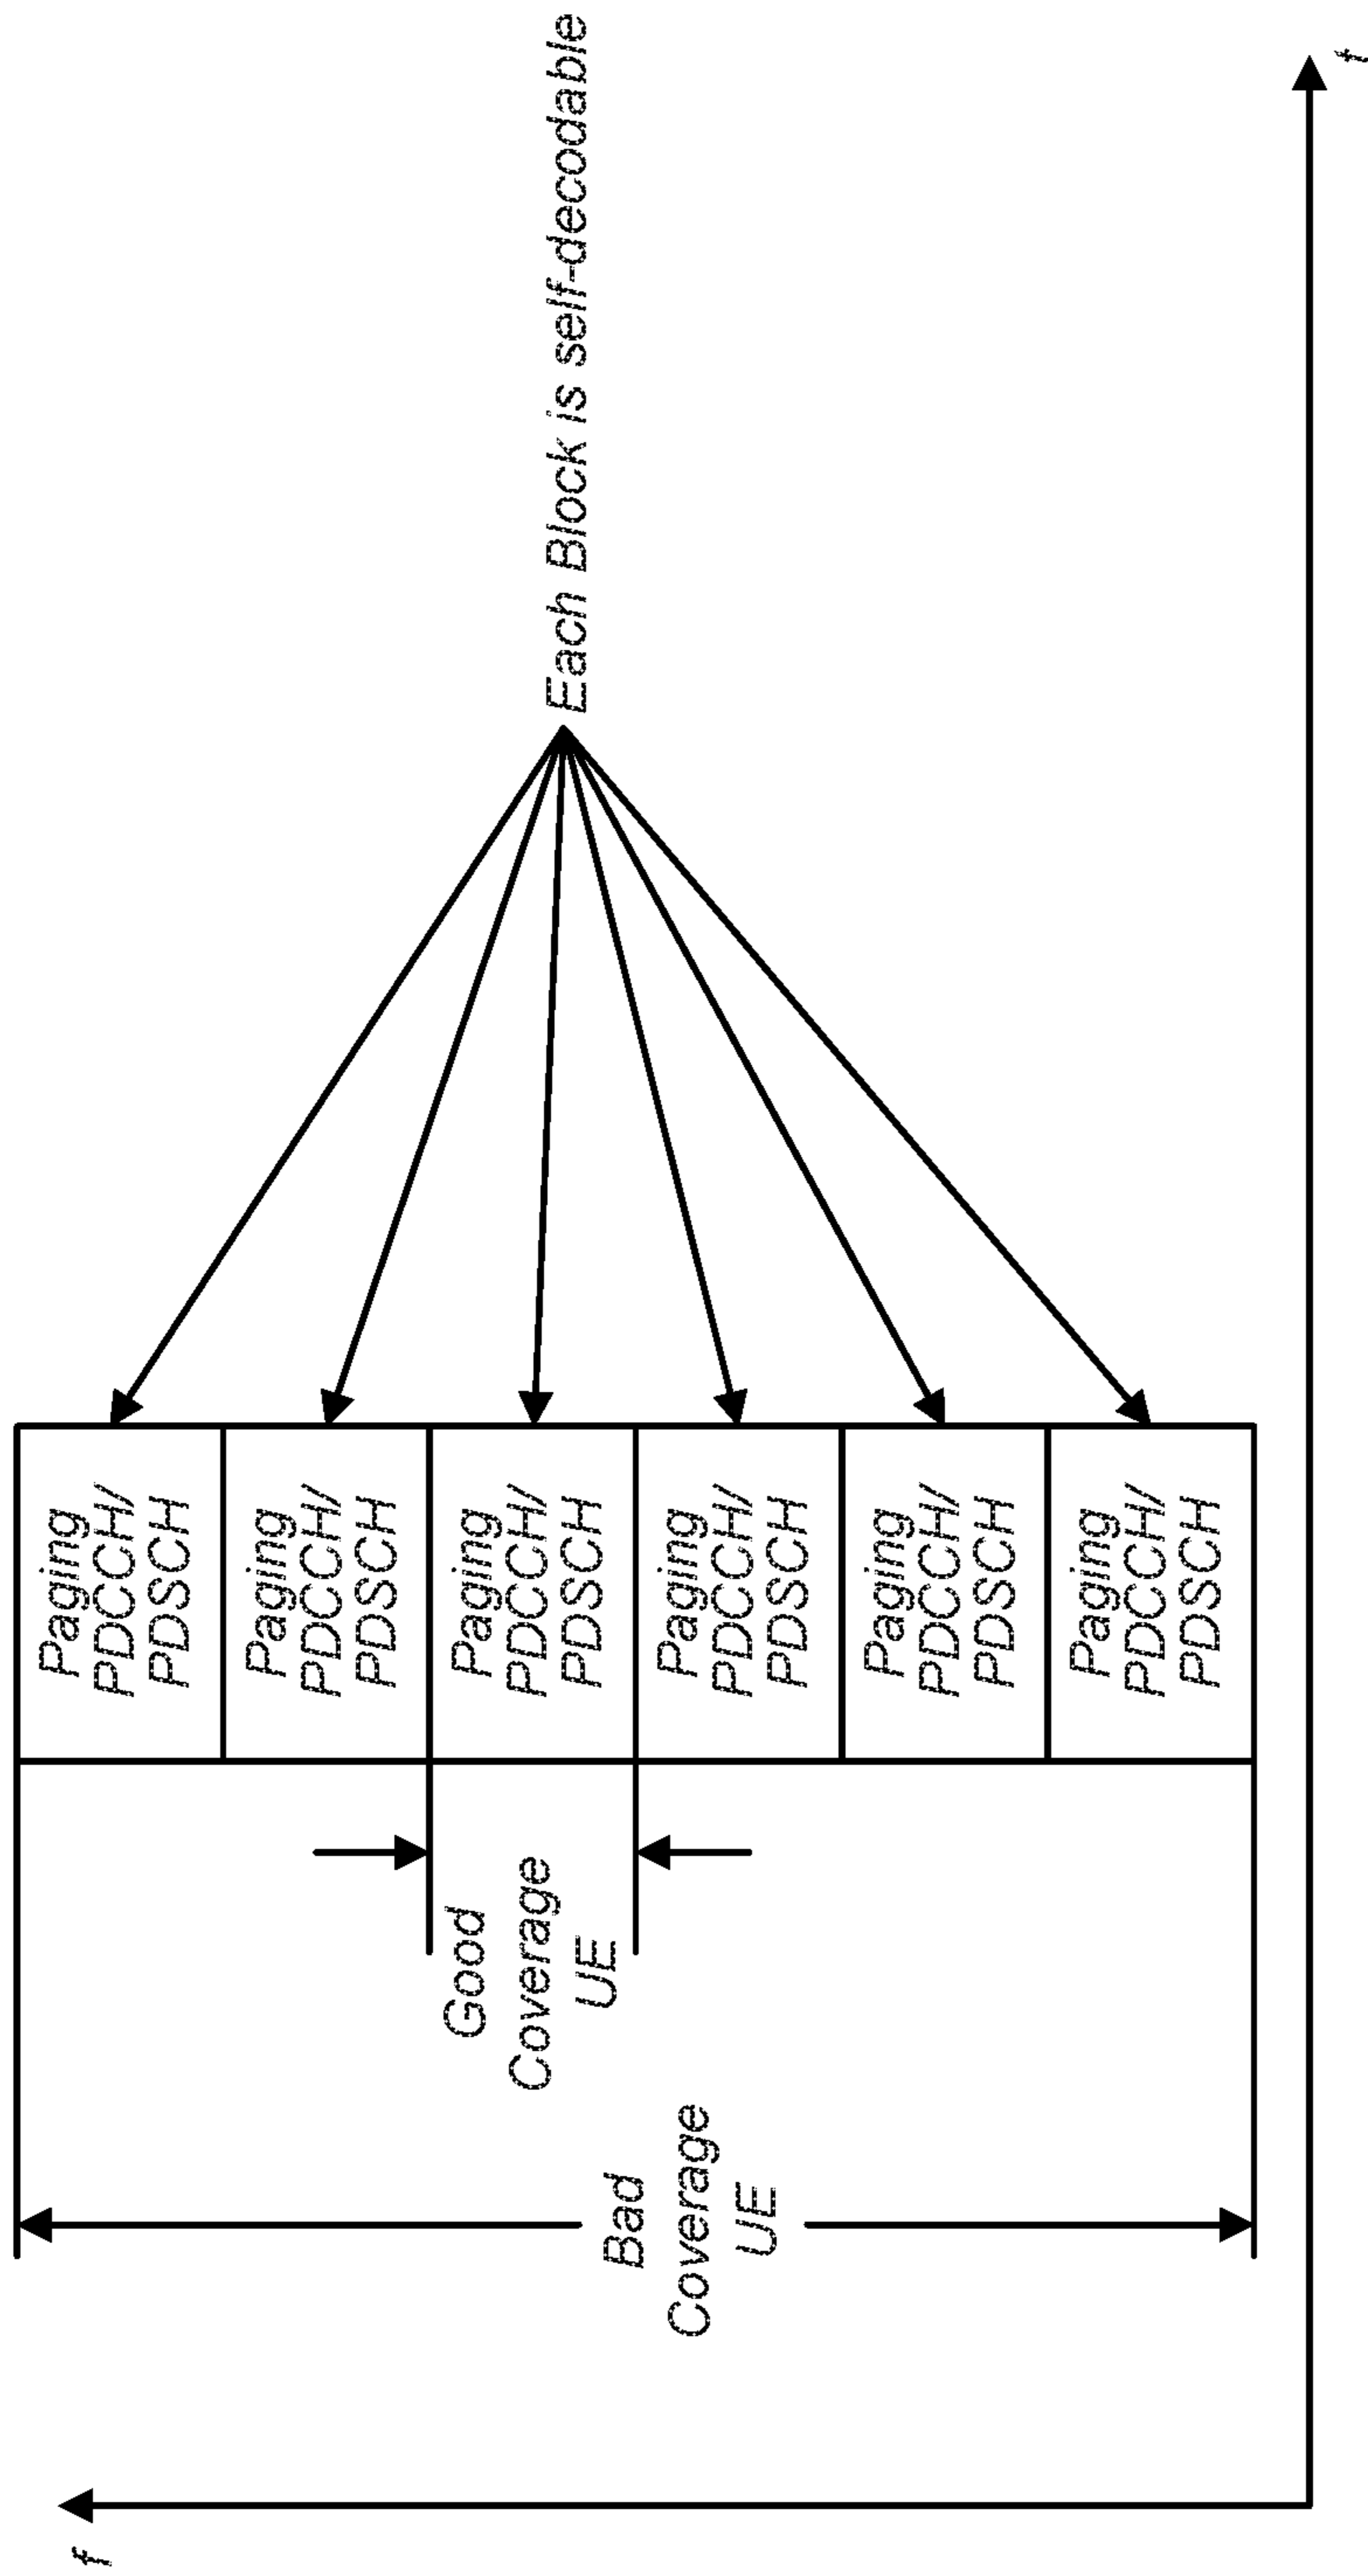 f
Bad
Coverage
UE
Good
Coverage
UE
Paging
PDCCH/
PDSCH
Paging
PDCCH/
PDSCH
Paging
PDCCH/
PDSCH
Paging
PDCCH/
PDSCH
Paging
PDCCH/
PDSCH
Paging
PDCCH/
PDSCH
Each Block is self-decodable
t